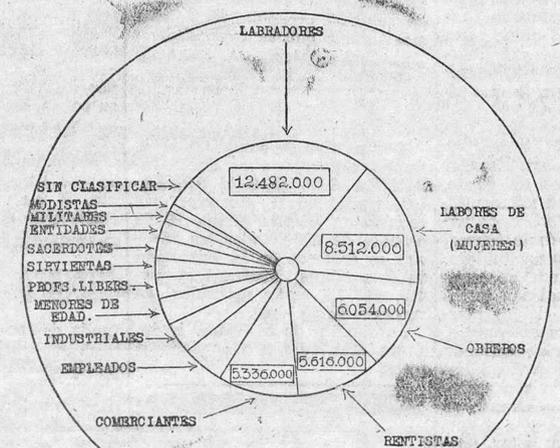 LABRADORES
12.482.000
SIN CLASIFICAR
MODISTAS
MILITARES
ENTIDADES
SACERDOTES
SIRVIENTAS
PROFS.LIBERS.
MENORES DE
EDAD.
INDUSTRIALES
EMPLEADOS
COMERCIANTES
LABORES DE
CASA
(MUJERES)
8.512.000
6.054.000
OBREROS
5.616.000
5.336.000
RENTISTAS